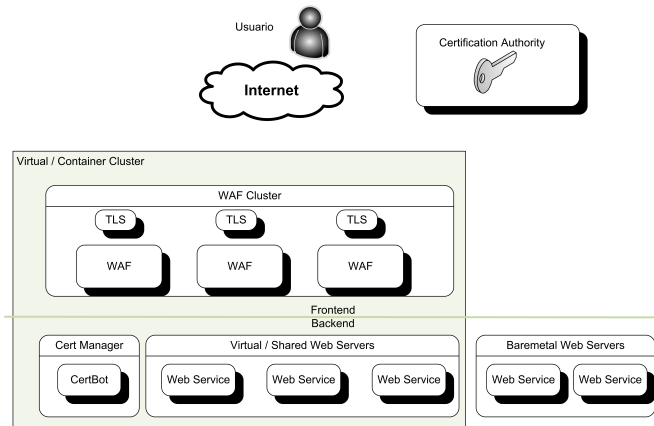 Usuario
Certification Authority
Internet
Virtual / Container Cluster
WAF Cluster
TLS TLS TLS
WAF WAF WAF
Frontend
Backend
Cert Manager Virtual / Shared Web Servers Baremetal Web Servers
CertBot Web Service Web Service Web Service Web Service Web Service